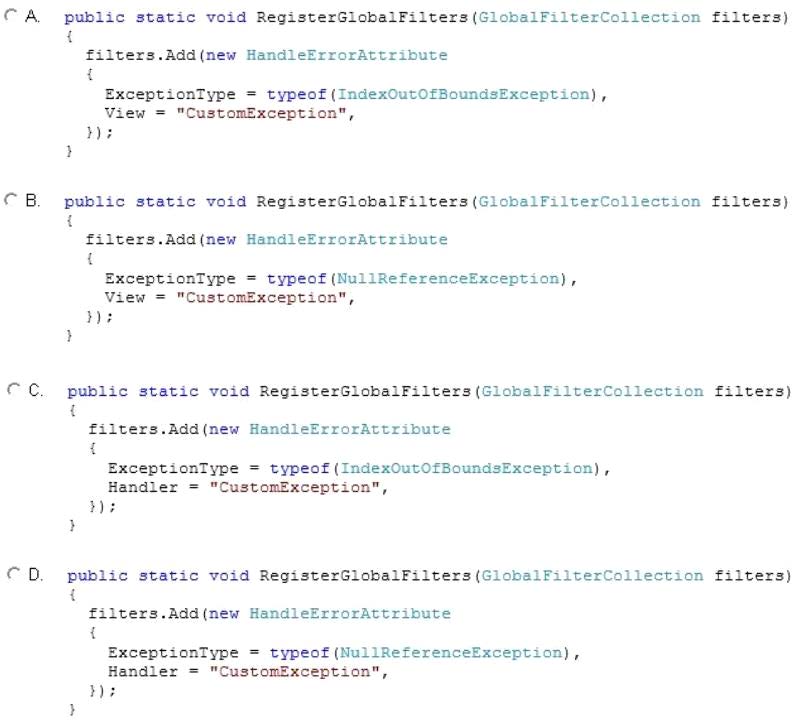 A. public static void RegisterGlobalFilters(GlobalFilterCollection filters)
{
filters.Add(new HandleErrorAttribute
{
ExceptionType = typeof(IndexOutOfBoundsException),
View = "CustomException",
});
}
B. public static void RegisterGlobalFilters(GlobalFilterCollection filters)
{
filters.Add(new HandleErrorAttribute
{
ExceptionType = typeof(NullReferenceException),
View = "CustomException",
});
}
C. public static void RegisterGlobalFilters(GlobalFilterCollection filters)
{
filters.Add(new HandleErrorAttribute
{
ExceptionType = typeof(IndexOutOfBoundsException),
Handler = "CustomException",
});
}
D. public static void RegisterGlobalFilters(GlobalFilterCollection filters)
{
filters.Add(new HandleErrorAttribute
{
ExceptionType = typeof(NullReferenceException),
Handler = "CustomException",
});
}